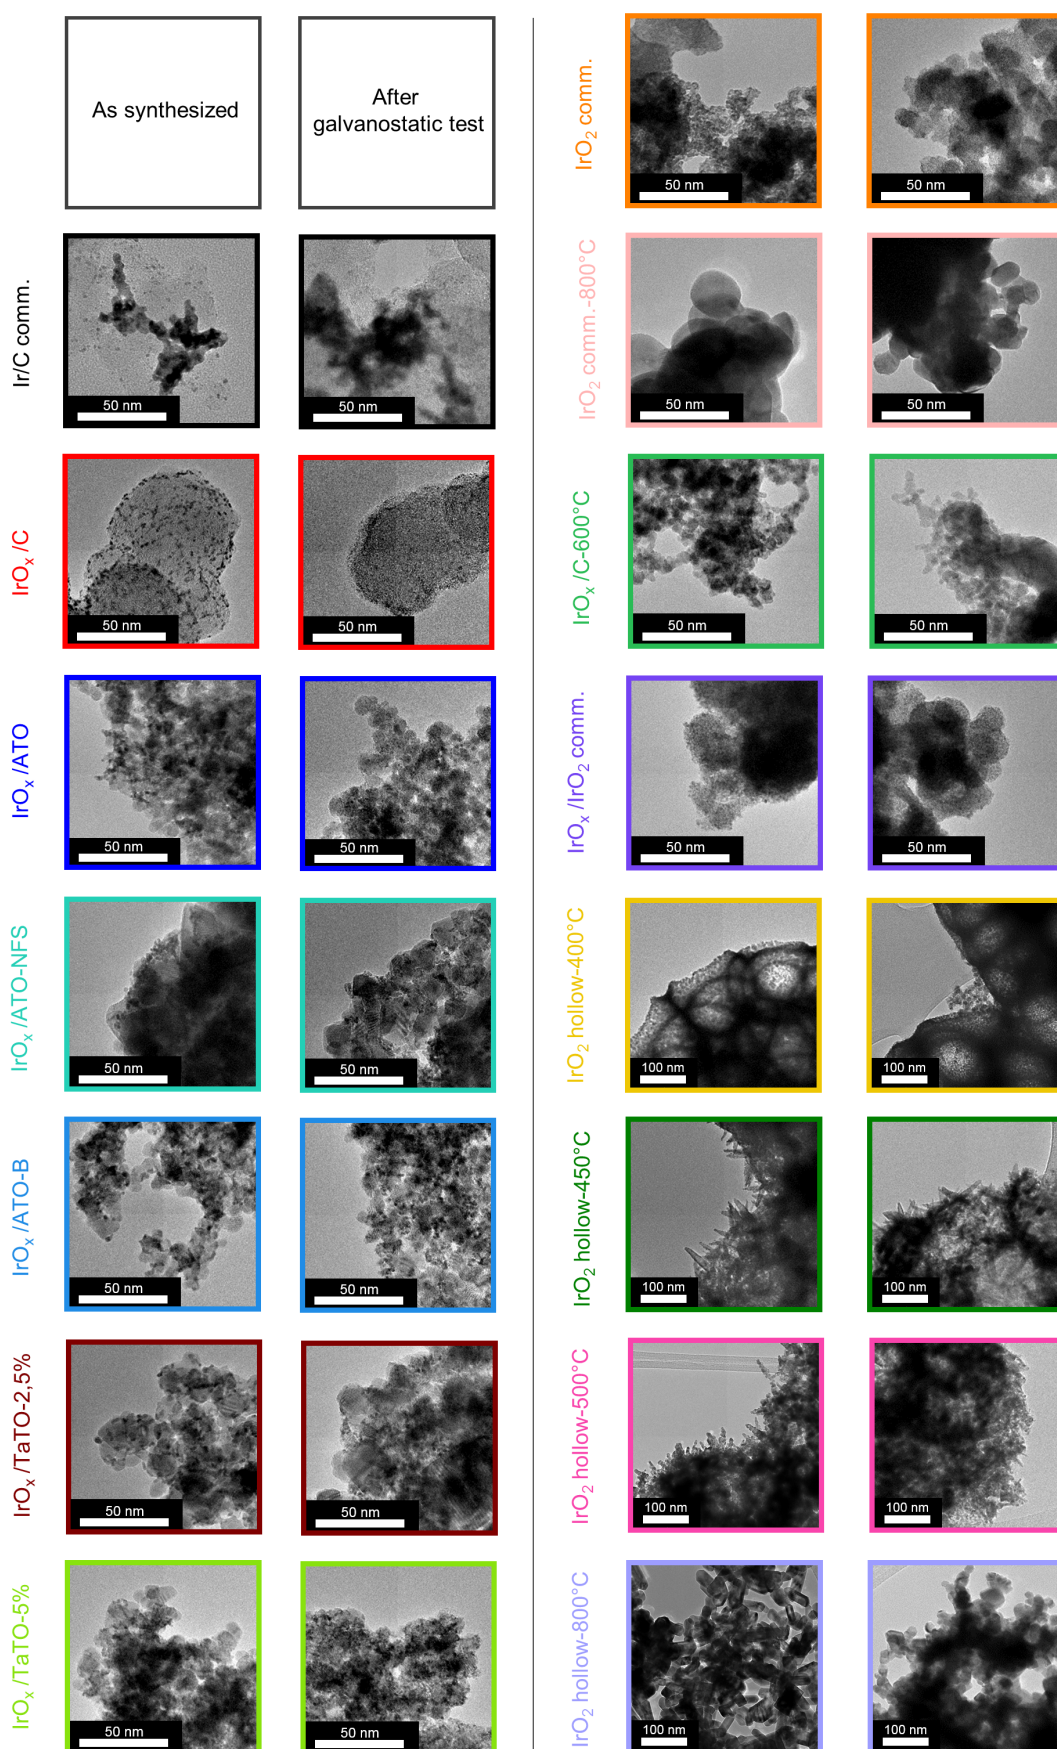 As synthesized
After
galvanostatic test
Ir/C comm.
50 nm
50 nm
IrOₓ /C
50 nm
50 nm
IrOₓ /ATO
50 nm
50 nm
IrOₓ /ATO-NFS
50 nm
50 nm
IrOₓ /ATO-B
50 nm
50 nm
IrOₓ /TaTO-2,5%
50 nm
50 nm
IrOₓ /TaTO-5%
50 nm
50 nm
IrO₂ comm.
50 nm
50 nm
IrO₂ comm.-800°C
50 nm
50 nm
IrOₓ /C-600°C
50 nm
50 nm
IrOₓ /IrO₂ comm.
50 nm
50 nm
IrO₂ hollow-400°C
100 nm
100 nm
IrO₂ hollow-450°C
100 nm
100 nm
IrO₂ hollow-500°C
100 nm
100 nm
IrO₂ hollow-800°C
100 nm
100 nm